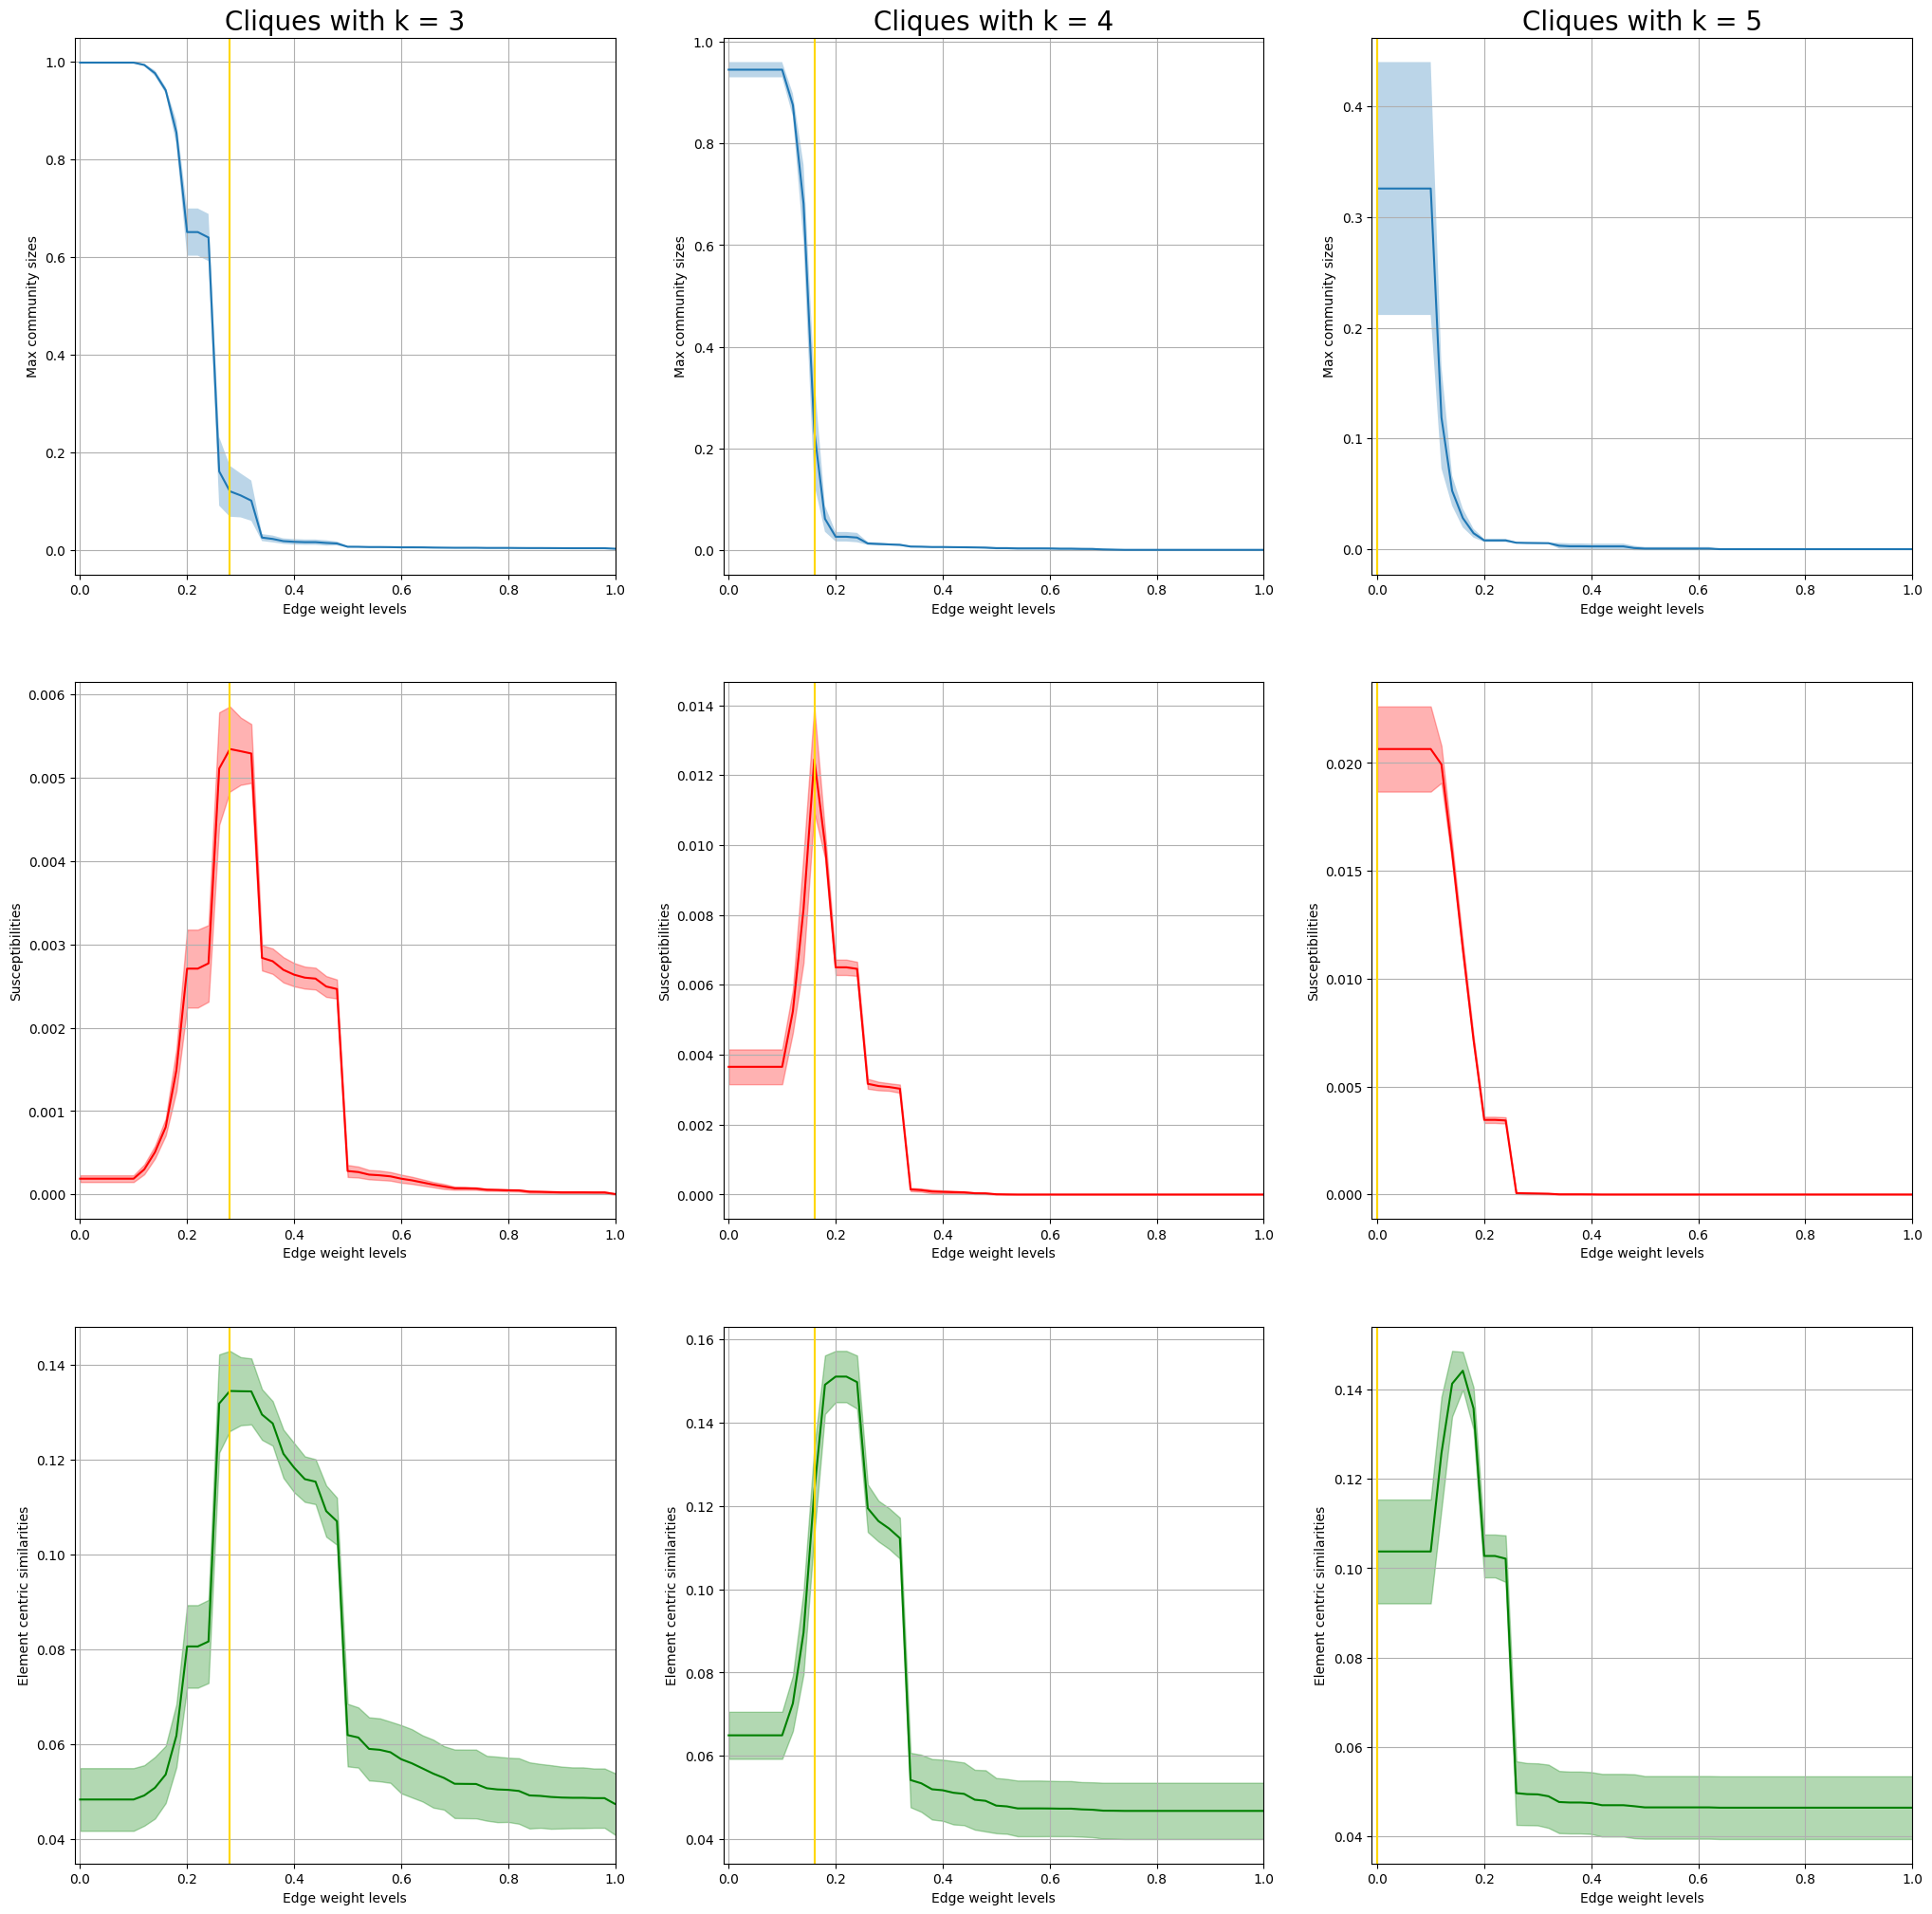 Cliques with k = 3
Cliques with k = 4
Cliques with k = 5
Max community sizes
1.0
0.8
0.6
0.4
0.2
0.0
0.0 0.2 0.4 0.6 0.8 1.0
Edge weight levels
Max community sizes
1.0
0.8
0.6
0.4
0.2
0.0
0.0 0.2 0.4 0.6 0.8 1.0
Edge weight levels
Max community sizes
0.4
0.3
0.2
0.1
0.0
0.0 0.2 0.4 0.6 0.8 1.0
Edge weight levels
Susceptibilities
0.006
0.005
0.004
0.003
0.002
0.001
0.000
0.0 0.2 0.4 0.6 0.8 1.0
Edge weight levels
Susceptibilities
0.014
0.012
0.010
0.008
0.006
0.004
0.002
0.000
0.0 0.2 0.4 0.6 0.8 1.0
Edge weight levels
Susceptibilities
0.020
0.015
0.010
0.005
0.000
0.0 0.2 0.4 0.6 0.8 1.0
Edge weight levels
Element centric similarities
0.14
0.12
0.10
0.08
0.06
0.04
0.0 0.2 0.4 0.6 0.8 1.0
Edge weight levels
Element centric similarities
0.16
0.14
0.12
0.10
0.08
0.06
0.04
0.0 0.2 0.4 0.6 0.8 1.0
Edge weight levels
Element centric similarities
0.14
0.12
0.10
0.08
0.06
0.04
0.0 0.2 0.4 0.6 0.8 1.0
Edge weight levels